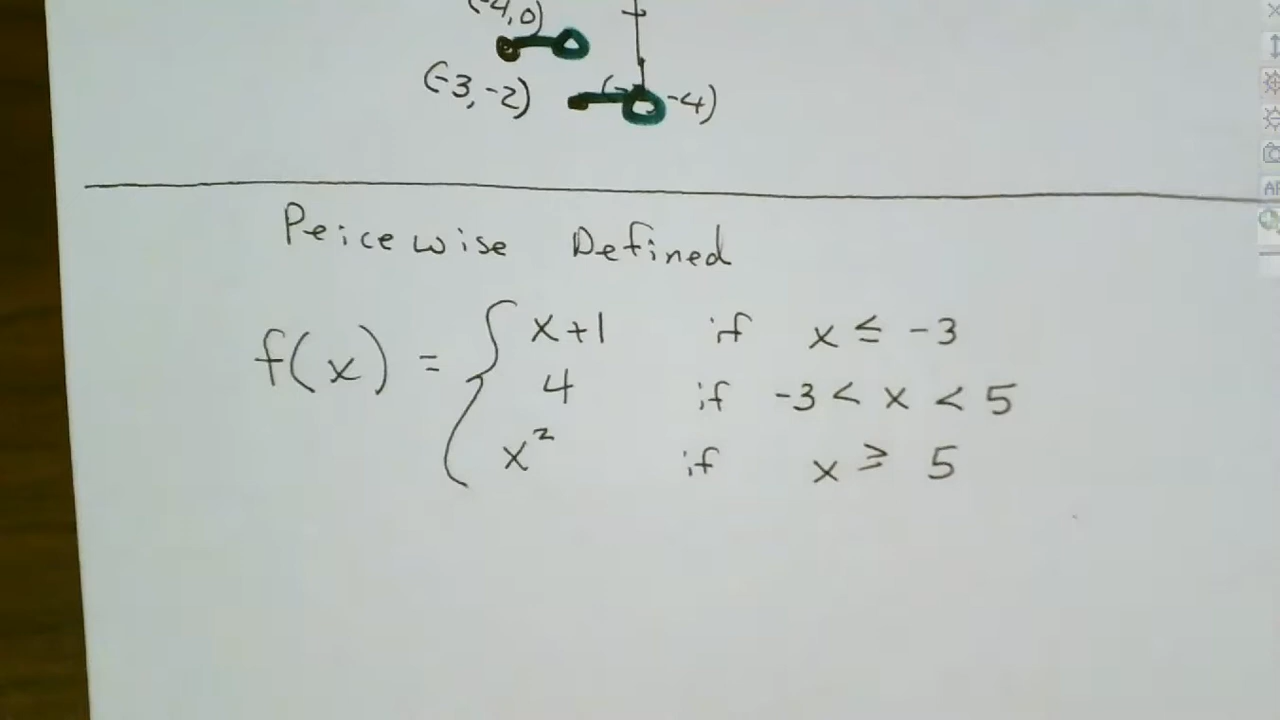 (-4,0)
(-3,-2)
-4)
Peicewise Defined
f(x) = { x+1 if x ≤ -3
4 if -3 < x < 5
x² if x ≥ 5